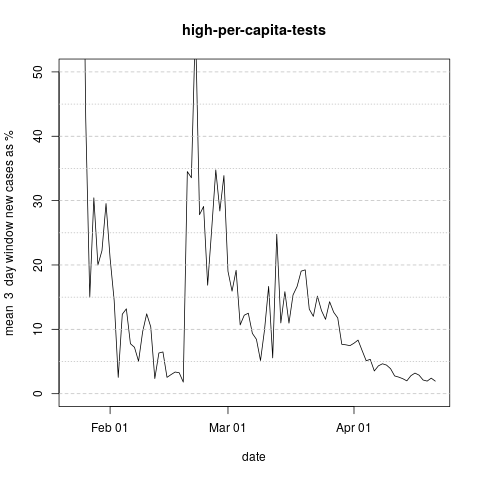 high-per-capita-tests
mean 3 day window new cases as %
50
40
30
20
10
0
Feb 01
Mar 01
Apr 01
date